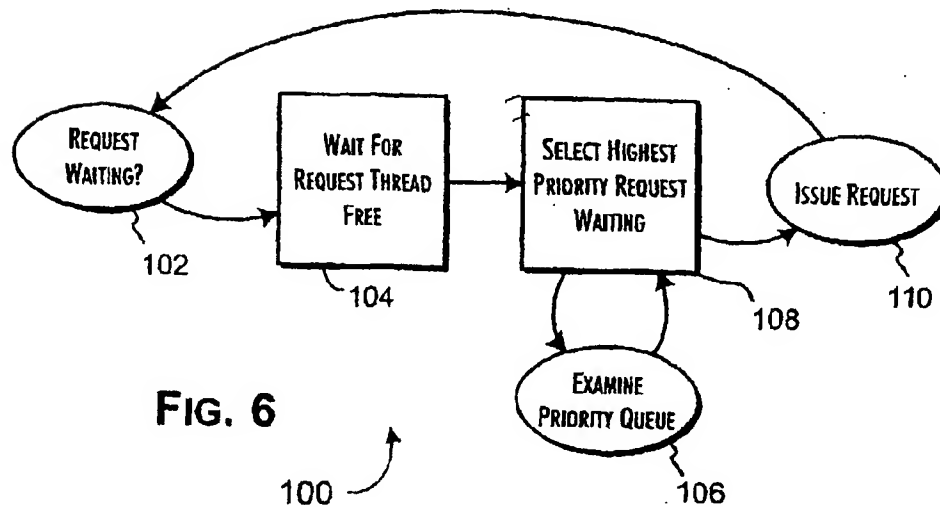 REQUEST
WAITING?
102
WAIT FOR
REQUEST THREAD
FREE
104
SELECT HIGHEST
PRIORITY REQUEST
WAITING
108
ISSUE REQUEST
110
EXAMINE
PRIORITY QUEUE
106
FIG. 6
100